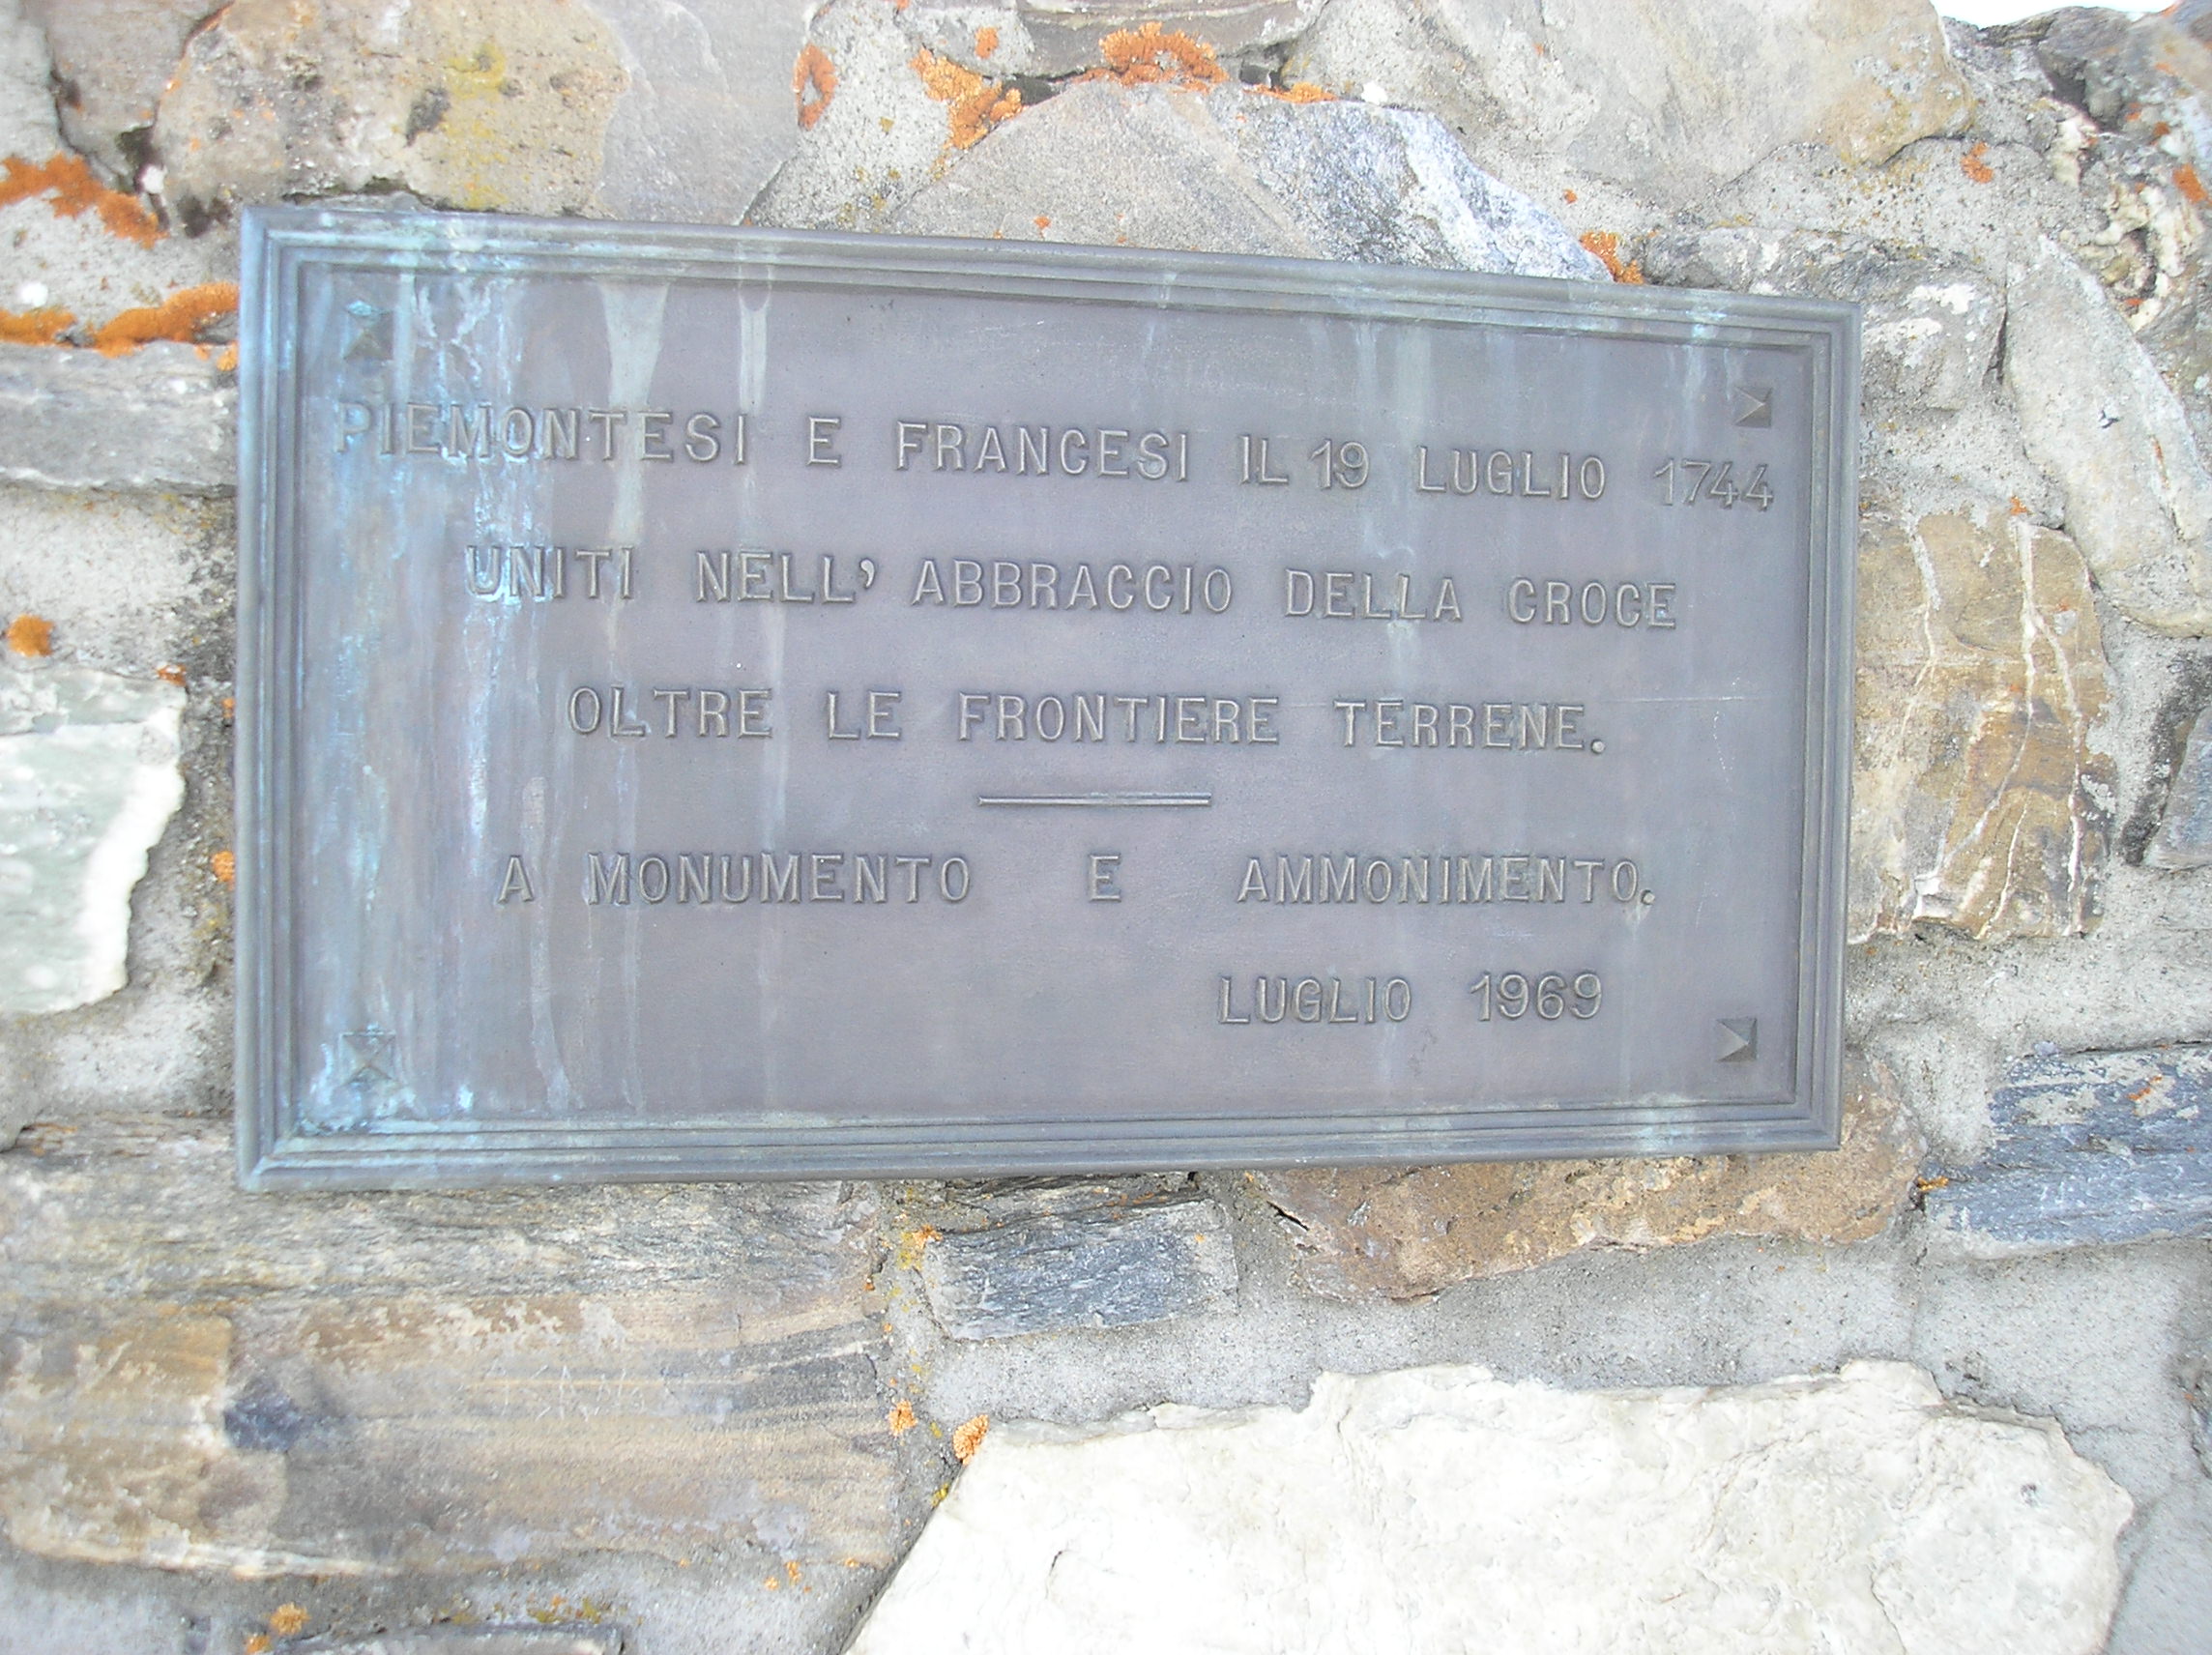 PIEMONTESI E FRANCESI IL 19 LUGLIO 1744
UNITI NELL' ABBRACCIO DELLA CROCE
OLTRE LE FRONTIERE TERRENE.
A MONUMENTO E AMMONIMENTO.
LUGLIO 1969